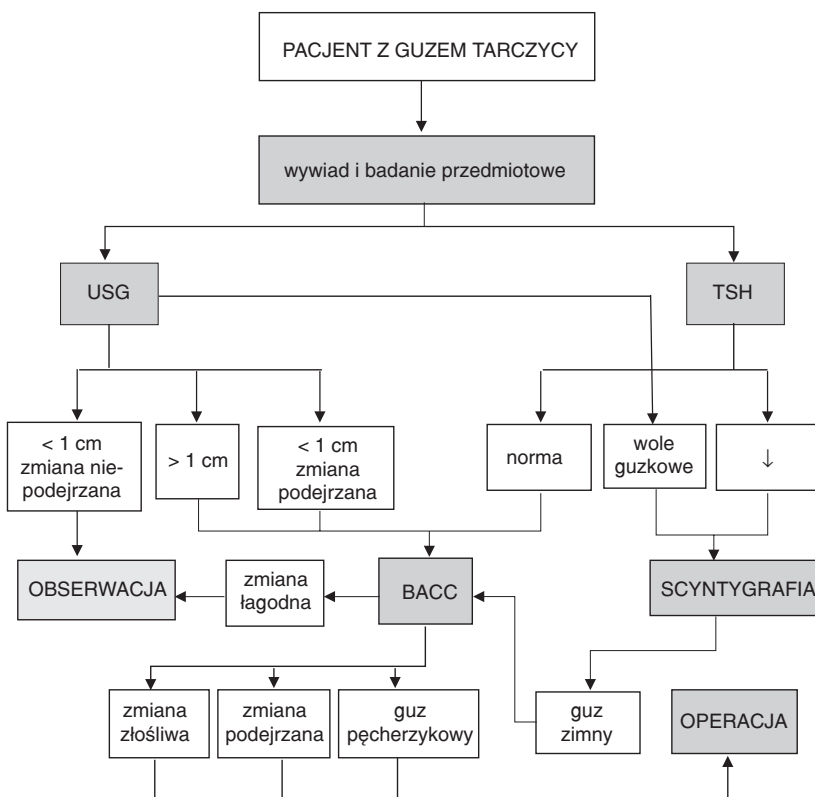 PACJENT Z GUZEM TARCZYCY
wywiad i badanie przedmiotowe
USG
TSH
< 1 cm
zmiana nie-
podejrzana
> 1 cm
< 1 cm
zmiana
podejrzana
norma
wole
guzkowe
↓
OBSERWACJA
zmiana
łagodna
BACC
SCYNTYGRAFIA
zmiana
złośliwa
zmiana
podejrzana
guz
pęcherzykowy
guz
zimny
OPERACJA